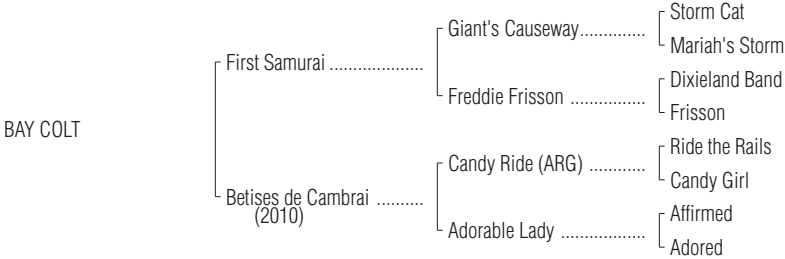 Storm Cat
Giant's Causeway..............
Mariah's Storm
First Samurai ....................
Dixieland Band
Freddie Frisson ................
Frisson
BAY COLT
Ride the Rails
Candy Ride (ARG) ............
Candy Girl
Betises de Cambrai ..........
(2010)
Affirmed
Adorable Lady ..................
Adored